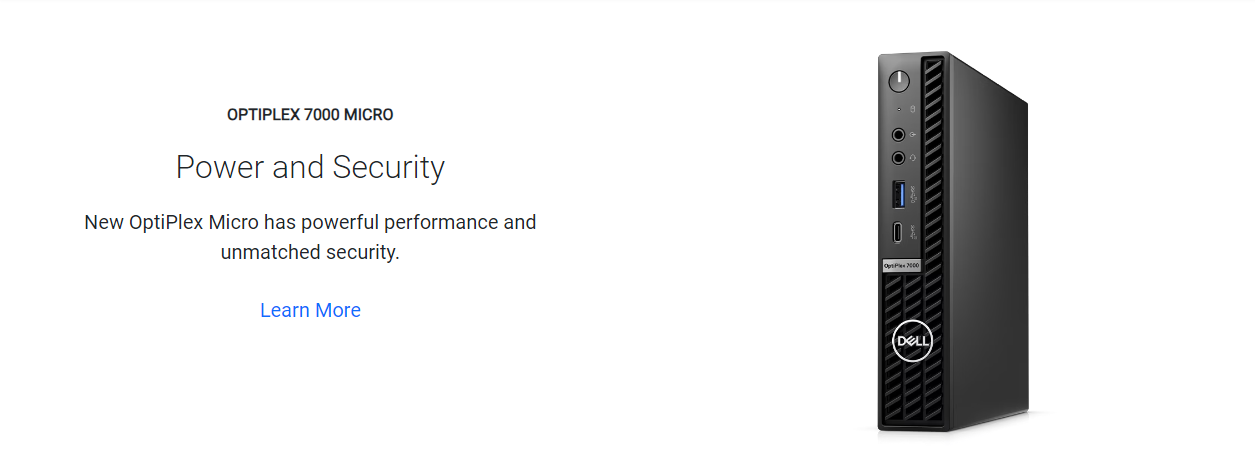 OPTIPLEX 7000 MICRO
Power and Security
New OptiPlex Micro has powerful performance and
unmatched security.
Learn More
OptiPlex 7000
DELL